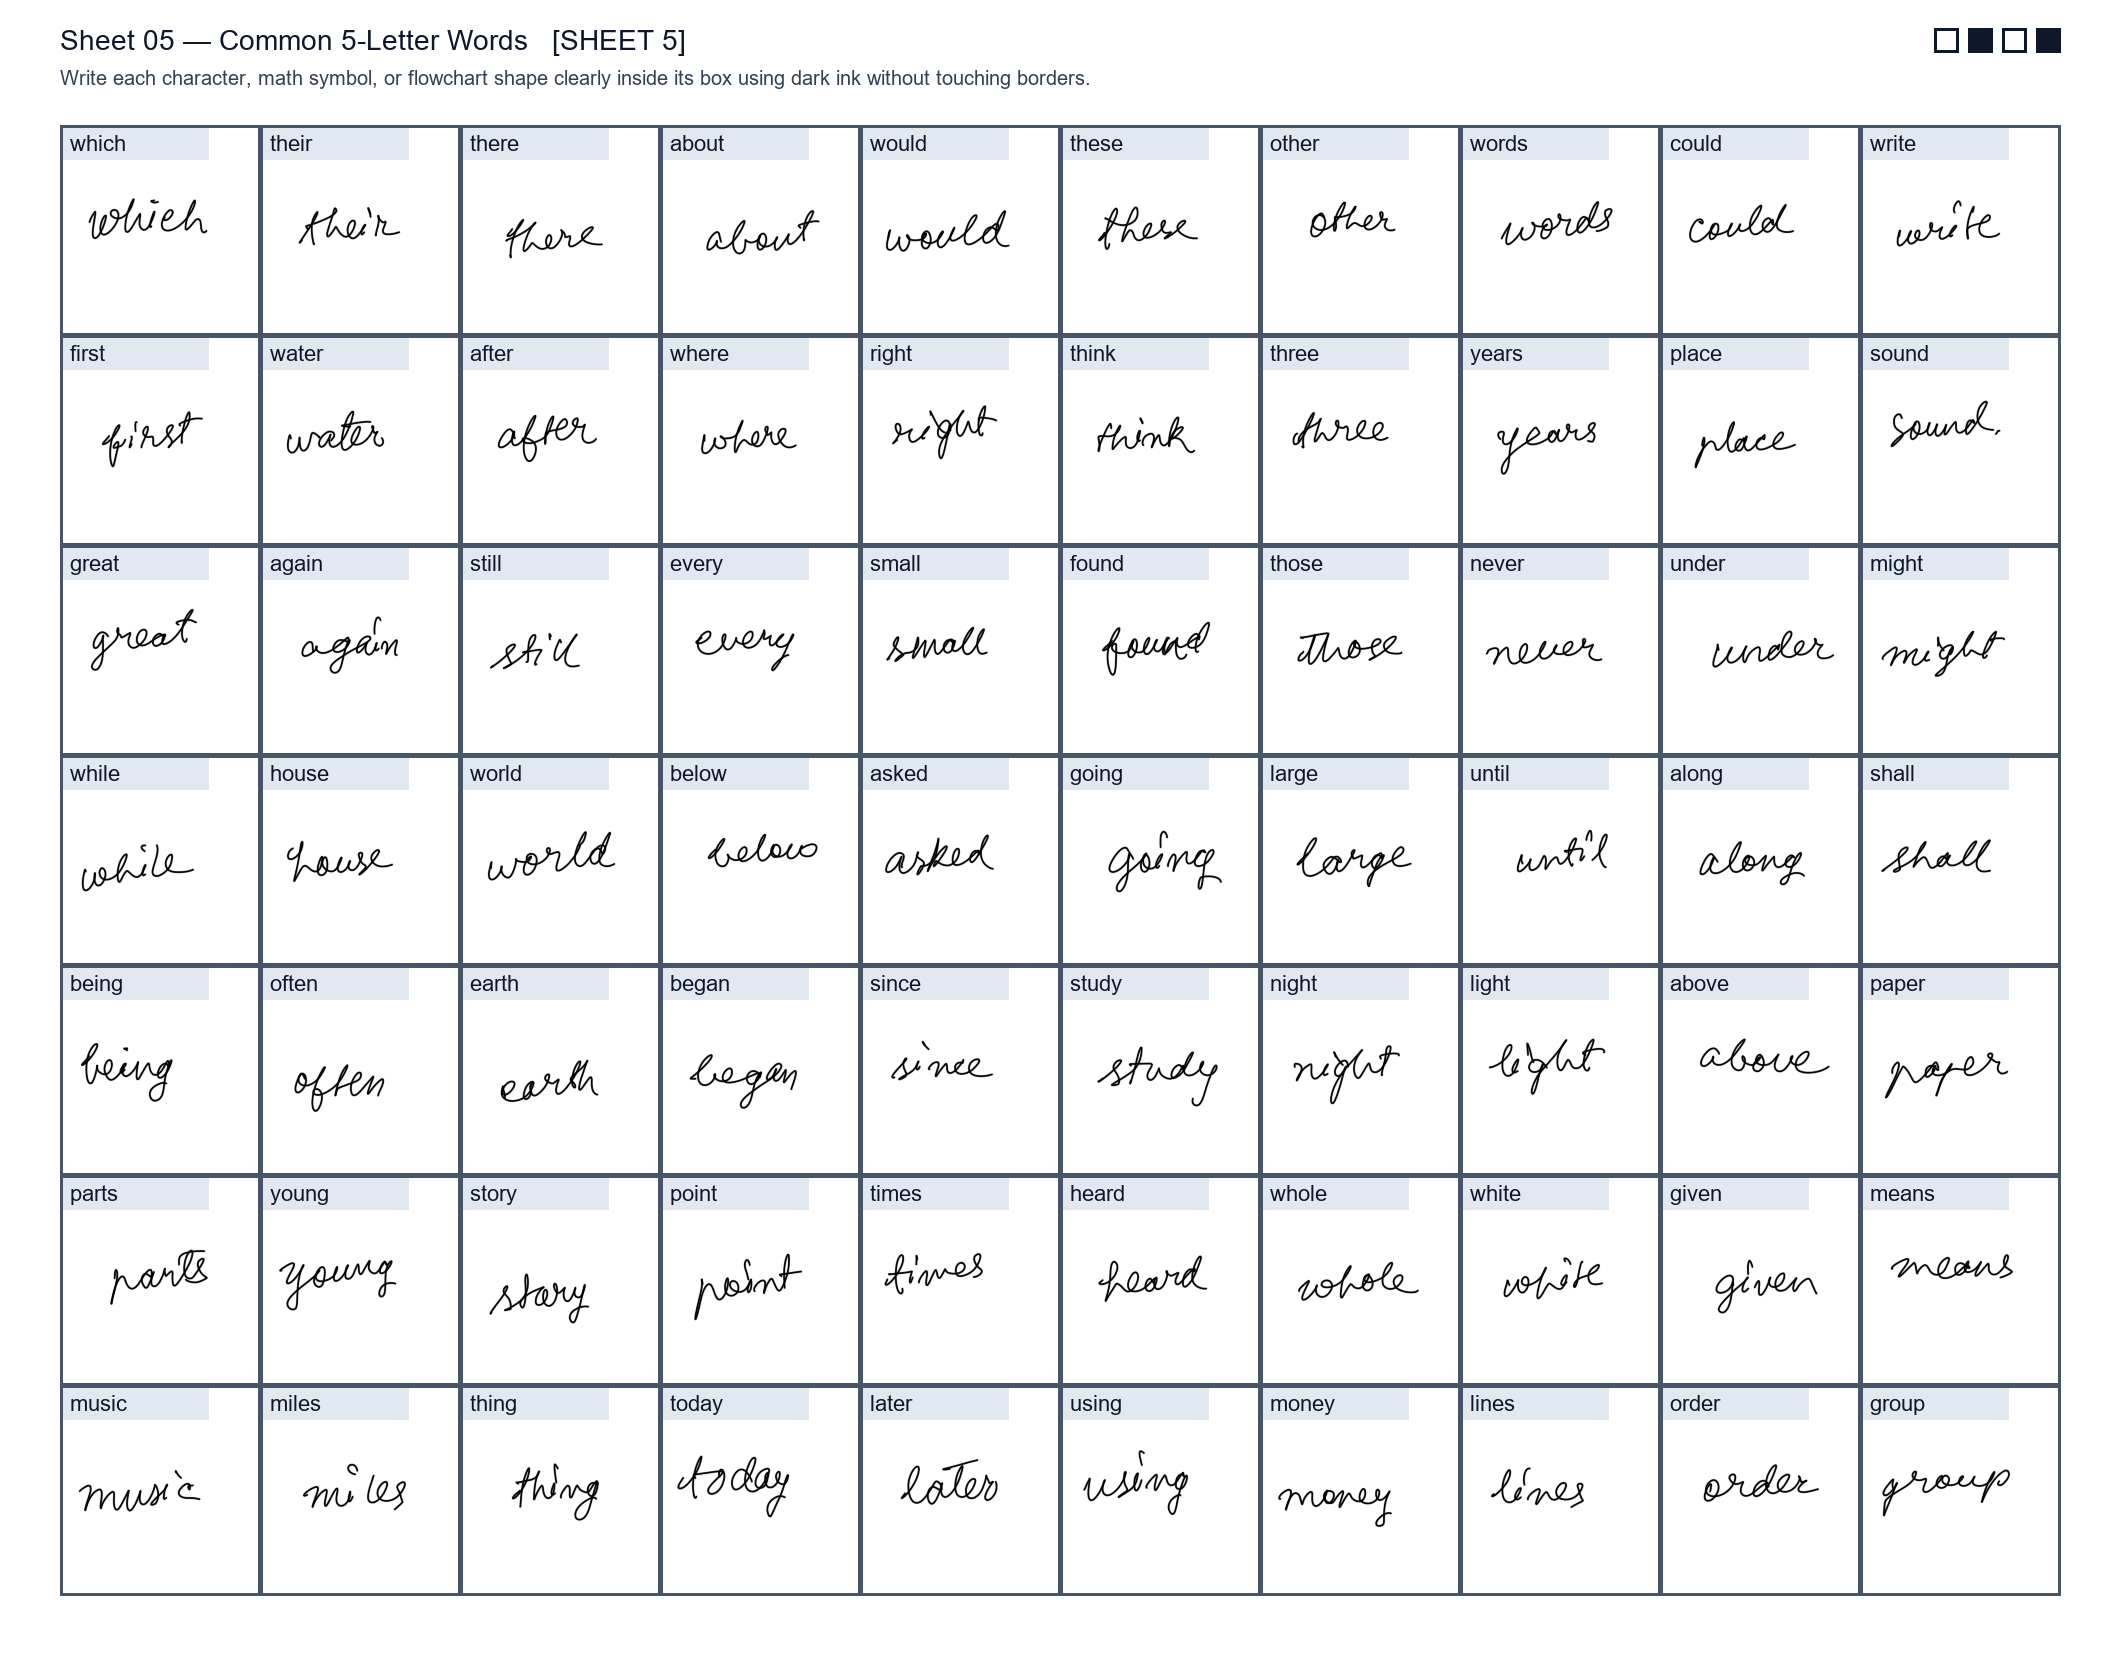 Sheet 05 — Common 5-Letter Words [SHEET 5]
Write each character, math symbol, or flowchart shape clearly inside its box using dark ink without touching borders.
which their there about would these other words could write
which their there about would these other words could write
first water after where right think three years place sound
first water after where right think three years place sound.
great again still every small found those never under might
great again still every small found those never under might
while house world below asked going large until along shall
while house world below asked going large until along shall
being often earth began since study night light above paper
being often earth began since study night light above paper
parts young story point times heard whole white given means
parts young story point times heard whole white given means
music miles thing today later using money lines order group
music miles thing today later using money lines order group